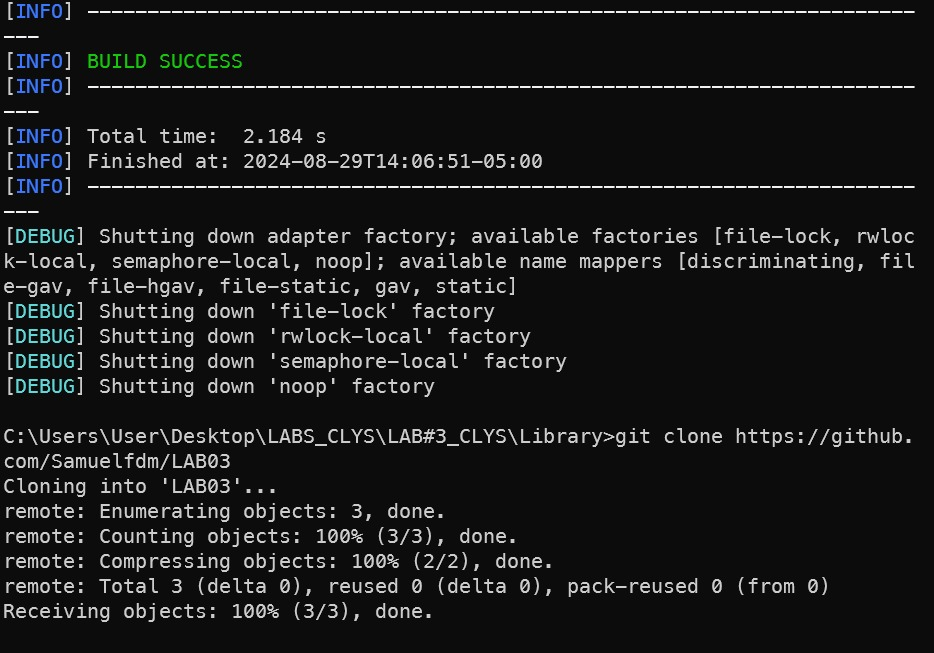 [INFO] ---------------------------------------------------------------------
---
[INFO] BUILD SUCCESS
[INFO] ---------------------------------------------------------------------
---
[INFO] Total time:  2.184 s
[INFO] Finished at: 2024-08-29T14:06:51-05:00
[INFO] ---------------------------------------------------------------------
---
[DEBUG] Shutting down adapter factory; available factories [file-lock, rwloc
k-local, semaphore-local, noop]; available name mappers [discriminating, fil
e-gav, file-hgav, file-static, gav, static]
[DEBUG] Shutting down 'file-lock' factory
[DEBUG] Shutting down 'rwlock-local' factory
[DEBUG] Shutting down 'semaphore-local' factory
[DEBUG] Shutting down 'noop' factory
C:\Users\User\Desktop\LABS_CLYS\LAB#3_CLYS\Library>git clone https://github.
com/Samuelfdm/LAB03
Cloning into 'LAB03'...
remote: Enumerating objects: 3, done.
remote: Counting objects: 100% (3/3), done.
remote: Compressing objects: 100% (2/2), done.
remote: Total 3 (delta 0), reused 0 (delta 0), pack-reused 0 (from 0)
Receiving objects: 100% (3/3), done.